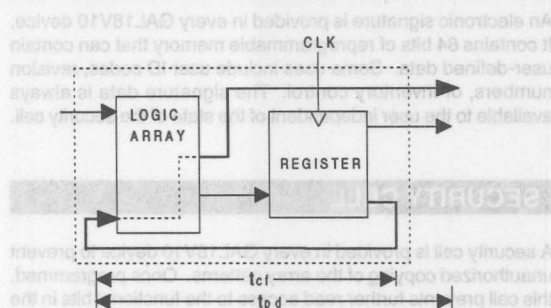 An electronic signature is provided in every GAL18V10 device.
It contains 64 bits of reprogrammable memory that can contain
user-defined data. Some uses include user ID codes, revision
numbers, or inventory control. The signature data is always
available to the user independent of the state of the security cell.
CLK
LOGIC
ARRAY
REGISTER
SECURITY CELL
A security cell is provided in every GAL18V10 device to prevent
unauthorized copying of the array patterns. Once programmed,
this cell prevents further read access to the functional bits in the
tcf
tpd